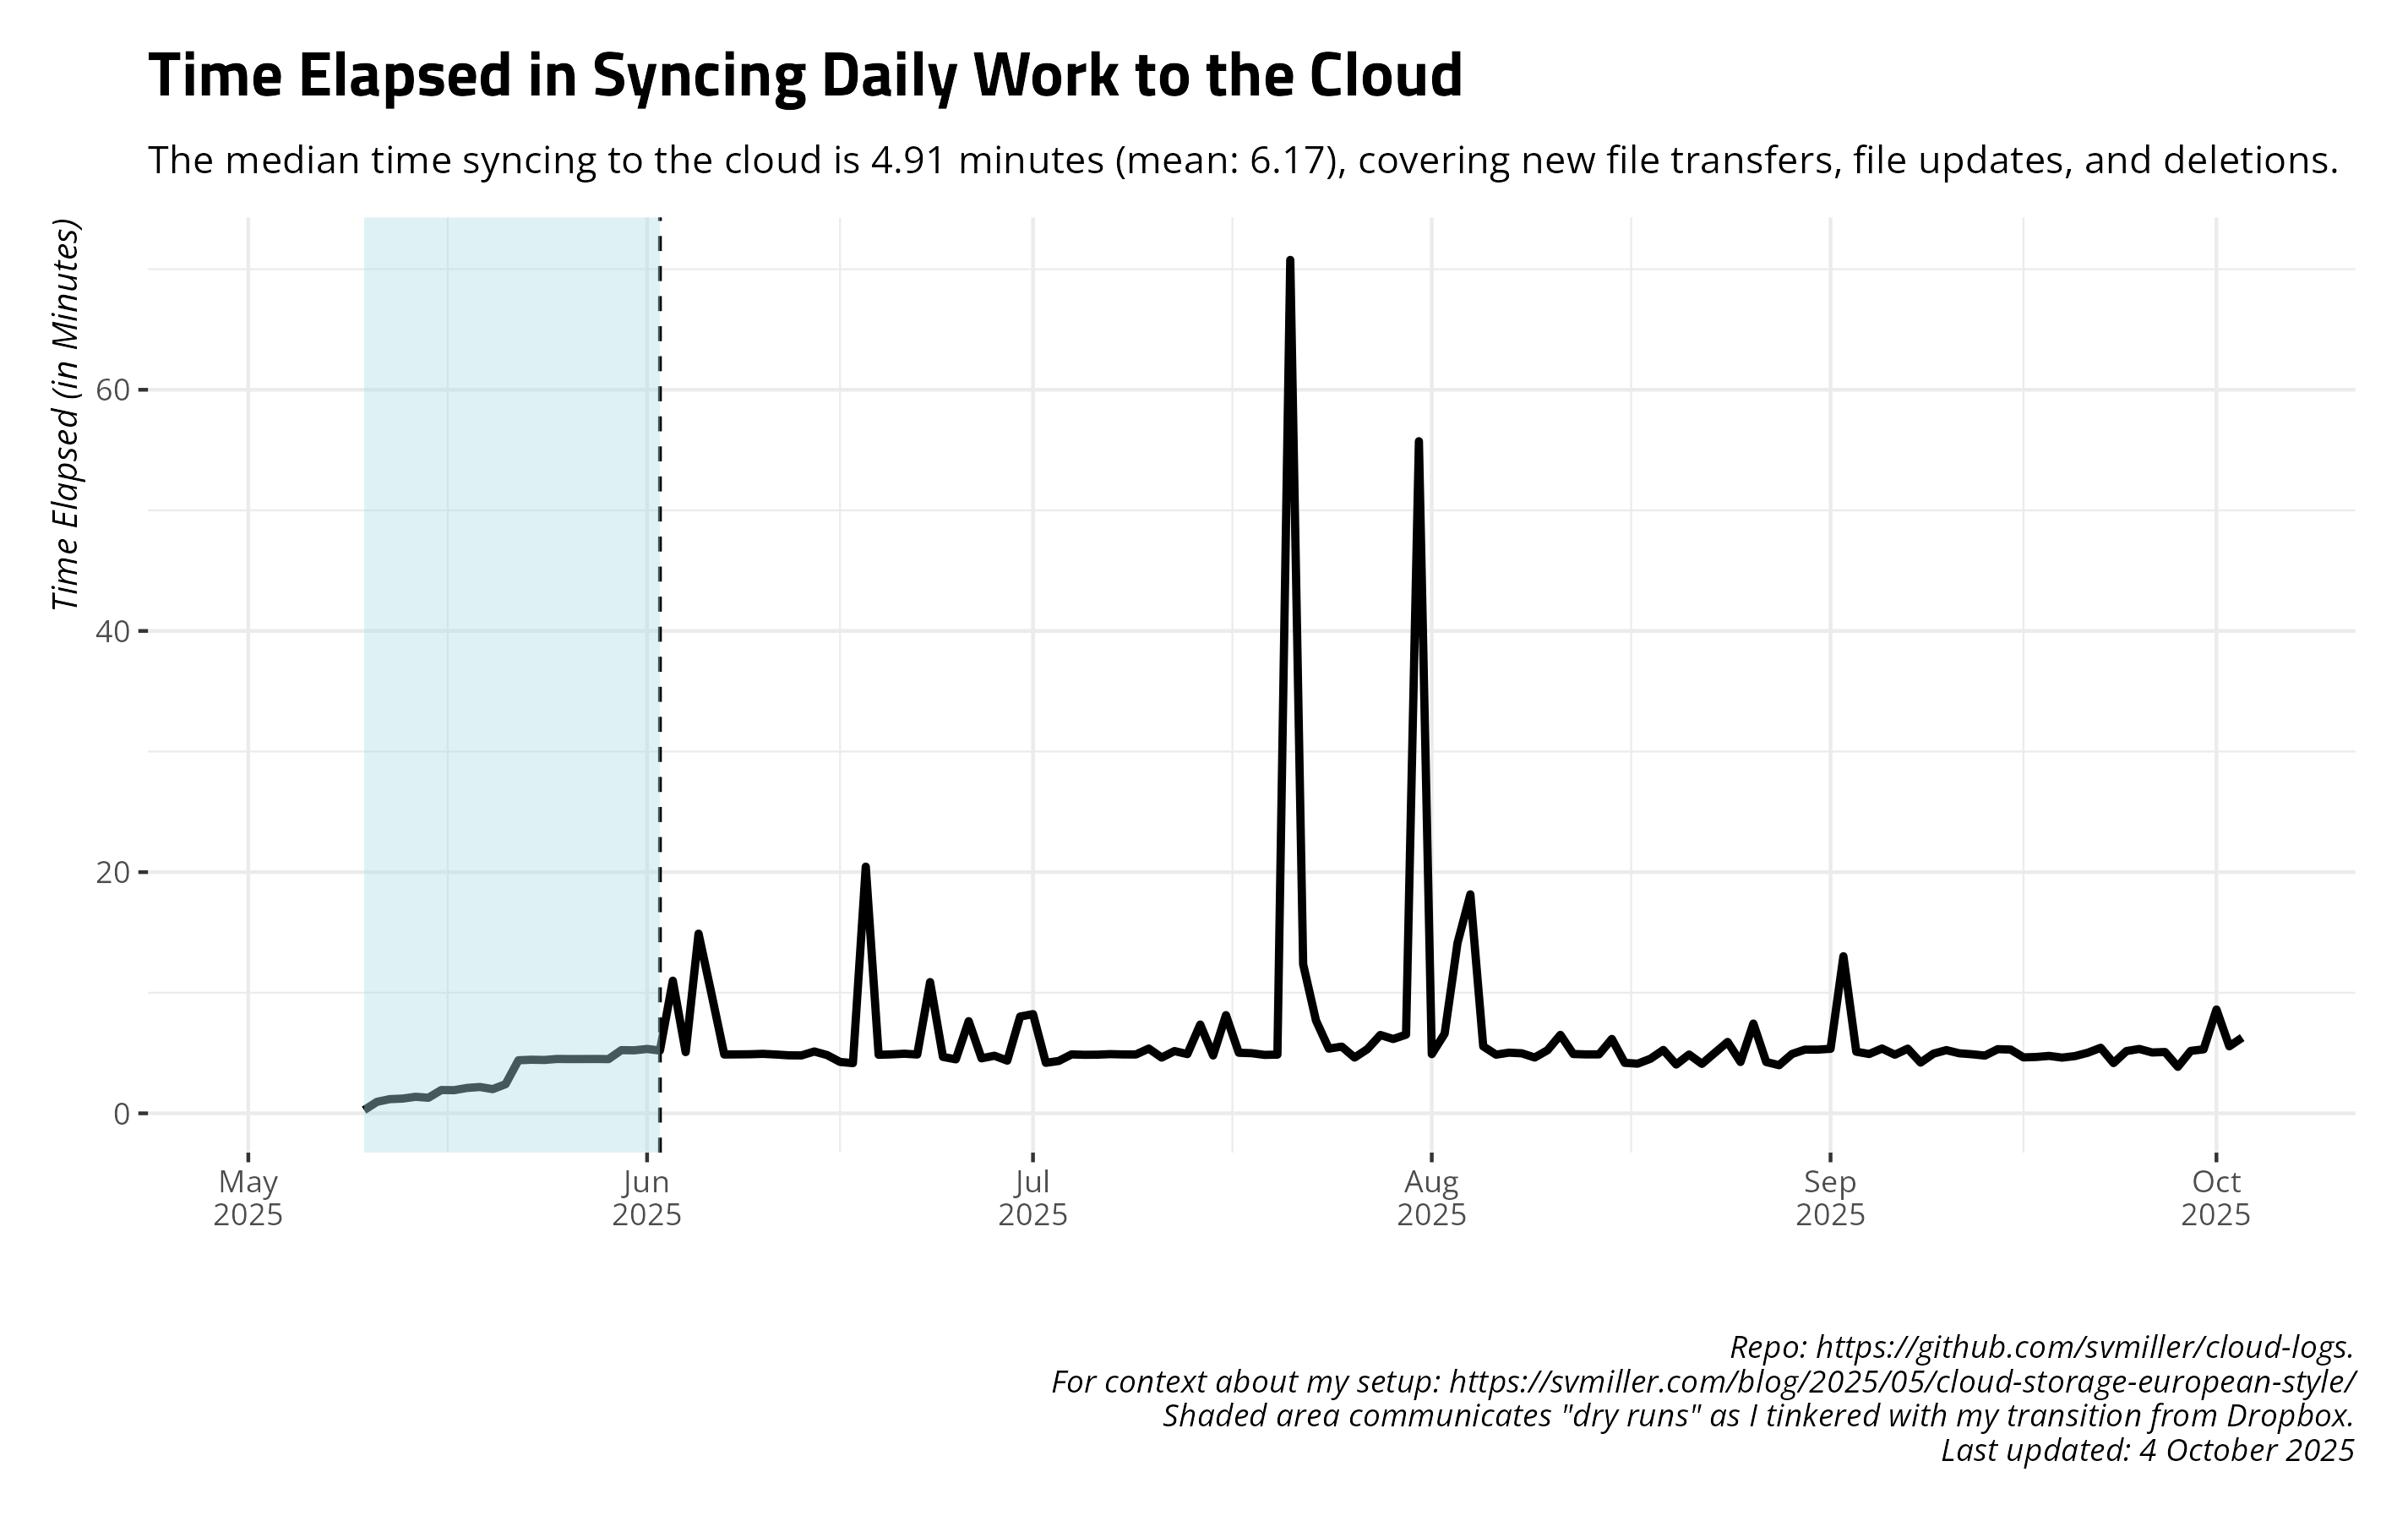 Time Elapsed in Syncing Daily Work to the Cloud
The median time syncing to the cloud is 4.91 minutes (mean: 6.17), covering new file transfers, file updates, and deletions.
Time Elapsed (in Minutes)
60
40
20
0
May
2025
Jun
2025
Jul
2025
Aug
2025
Sep
2025
Oct
2025
Repo: https://github.com/svmiller/cloud-logs.
For context about my setup: https://svmiller.com/blog/2025/05/cloud-storage-european-style/
Shaded area communicates "dry runs" as I tinkered with my transition from Dropbox.
Last updated: 4 October 2025